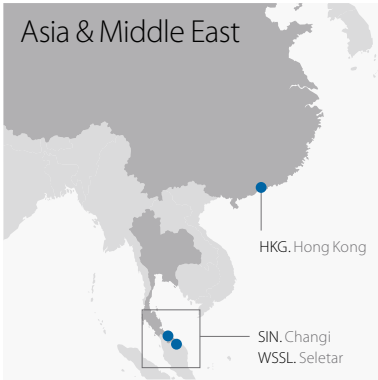 Asia & Middle East
HKG. Hong Kong
SIN. Changi
WSSL. Seletar